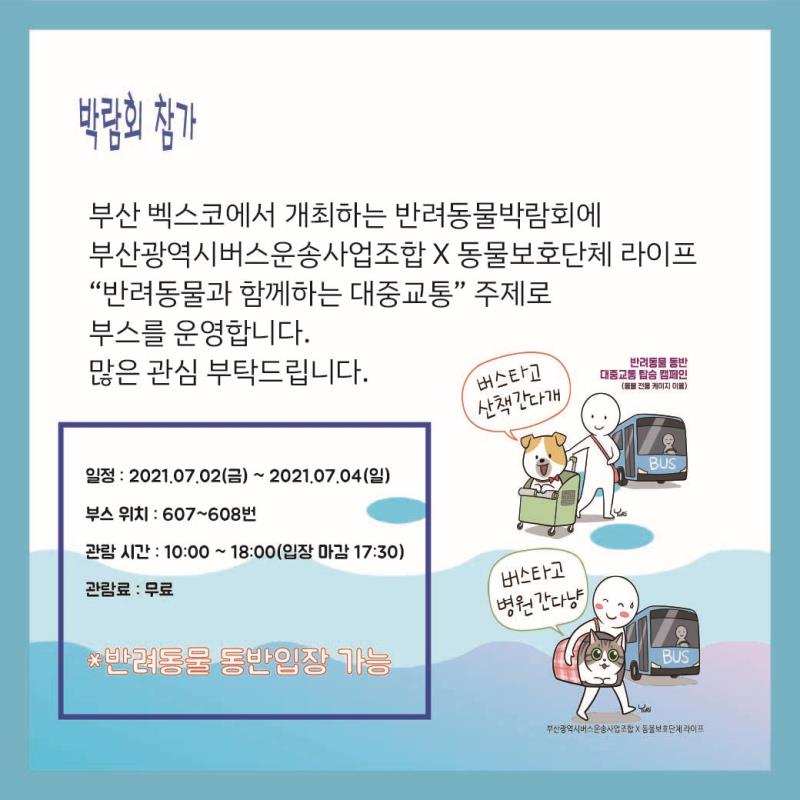 박람회 참가
부산 벡스코에서 개최하는 반려동물박람회에
부산광역시버스운송사업조합 X 동물보호단체 라이프
“반려동물과 함께하는 대중교통” 주제로
부스를 운영합니다.
많은 관심 부탁드립니다.
반려동물 동반
대중교통 탑승 캠페인
(동물 전용 케이지 이용)
버스타고
산책간다개
BUS
Yuki
일정 : 2021.07.02(금) ~ 2021.07.04(일)
부스 위치 : 607~608번
관람 시간 : 10:00 ~ 18:00(입장 마감 17:30)
관람료 : 무료
*반려동물 동반입장 가능
버스타고
병원간다냥
BUS
Yuki
부산광역시버스운송사업조합 X 동물보호단체 라이프